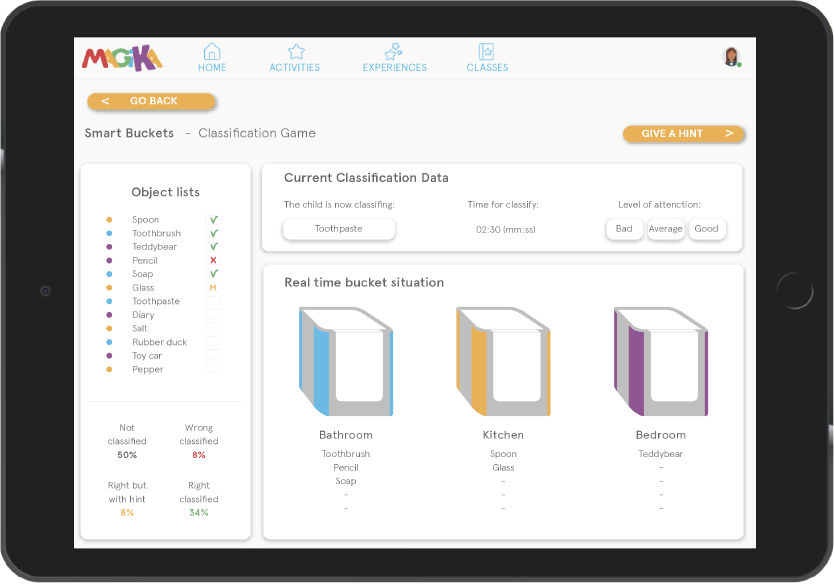 MAGIKA
HOME
ACTIVITIES
EXPERIENCES
CLASSES
< GO BACK
Smart Buckets - Classification Game
GIVE A HINT >
Object lists
Spoon
Toothbrush
Teddybear
Pencil X
Soap
Glass H
Toothpaste
Diary
Salt
Rubber duck
Toy car
Pepper
Not
classified
50%
Wrong
classified
8%
Right but
with hint
8%
Right
classified
34%
Current Classification Data
The child is now classifing:
Toothpaste
Time for classify:
02:30 (mm:ss)
Level of attenction:
Bad
Average
Good
Real time bucket situation
Bathroom
Toothbrush
Pencil
Soap
-
-
Kitchen
Spoon
Glass
-
-
-
Bedroom
Teddybear
-
-
-
-